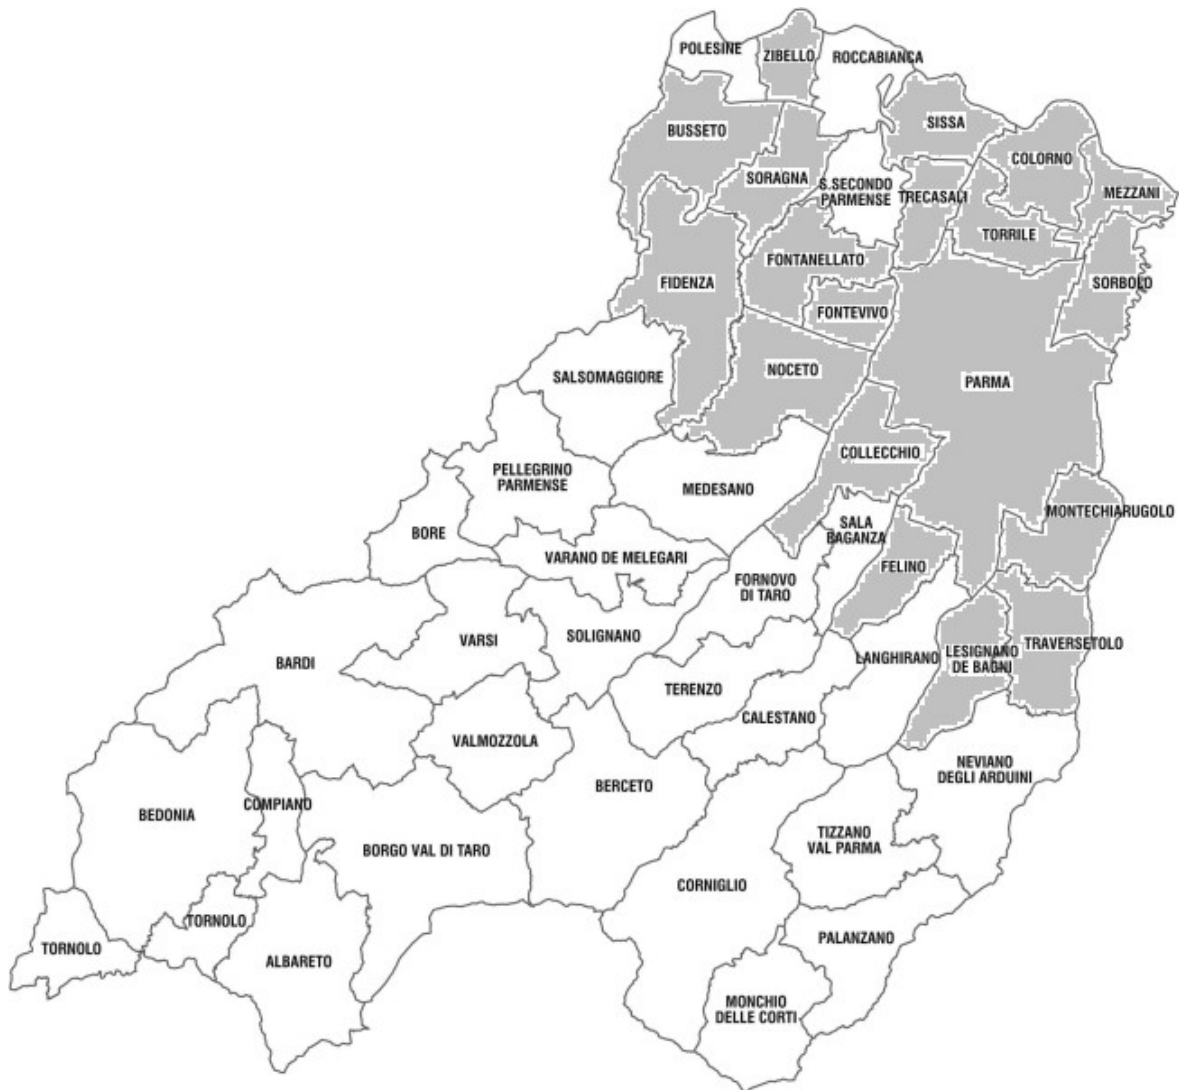 POLESINE
ZIBELLO
ROCCABIANCA
BUSSETO
SISSA
SORAGNA
S.SECONDO
PARMENSE
TRECASALI
COLORNO
MEZZANI
TORRILE
FONTANELLATO
FIDENZA
SORBOLO
FONTEVIVO
SALSOMAGGIORE
NOCETO
PARMA
COLLECCHIO
PELLEGRINO
PARMENSE
MEDESANO
MONTECHIARUGOLO
BORE
SALA
BAGANZA
VARANO DE MELEGARI
FELINO
FORNOVO
DI TARO
VARSI
SOLIGNANO
BARDI
LANGHIRANO
LESIGNANO
DE BAGNI
TRAVERSETOLO
TERENZO
CALESTANO
VALMOZZOLA
NEVIANO
DEGLI ARDUINI
BERCETO
COMPIANO
BEDONIA
TIZZANO
VAL PARMA
BORGO VAL DI TARO
CORNIGLIO
TORNOLO
TORNOLO
PALANZANO
ALBARETO
MONCHIO
DELLE CORTI